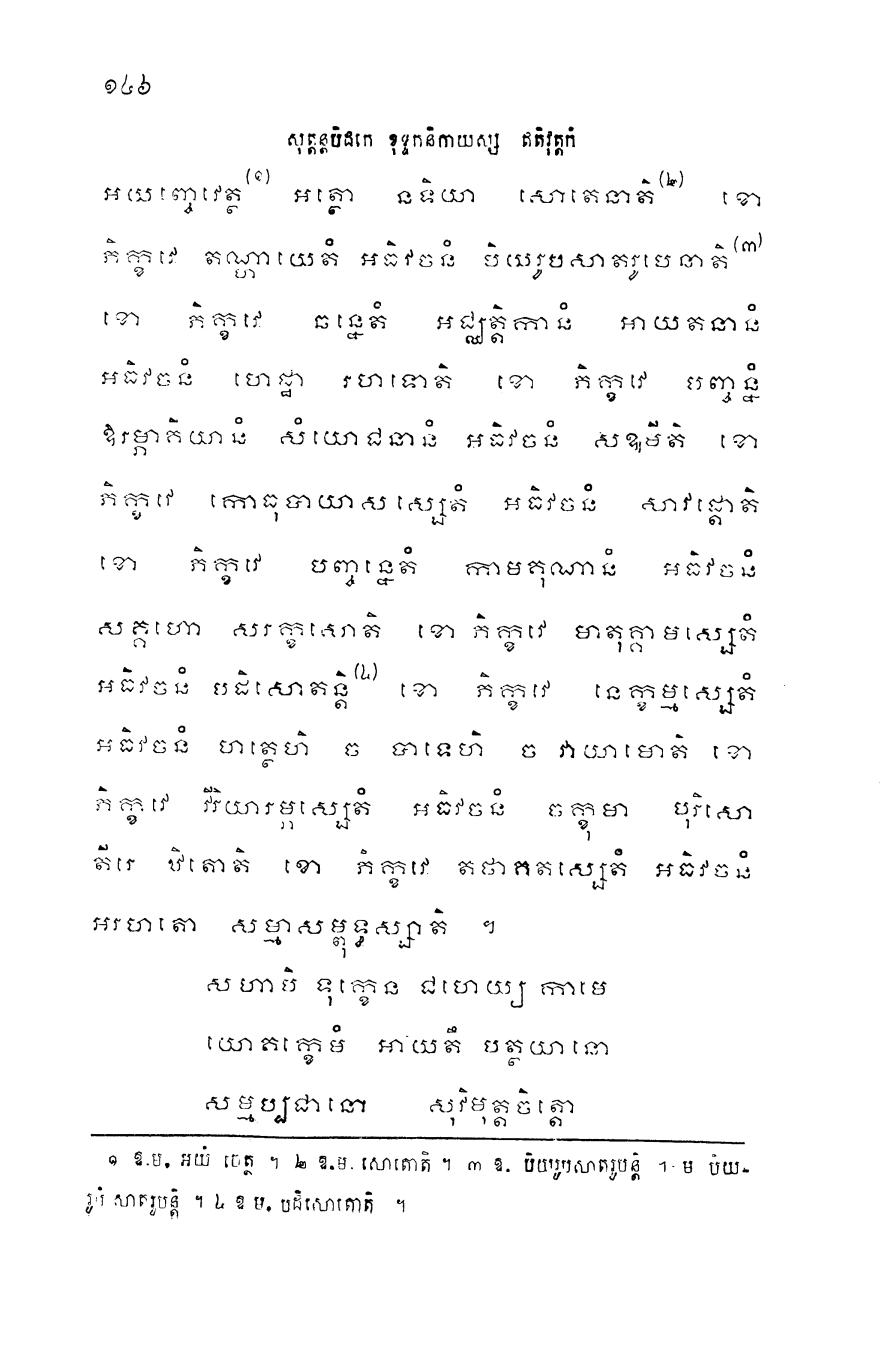 ១៤៦
សុត្តន្តបិដកេ ខុទ្ទកនិកាយស្ស ឥតិវុត្តកំ
អយញ្ចេវេត្ថ(១) អត្ថោ នទិយា សោតេនាតិ(២) ខោ
ភិក្ខវេ តណ្ហាយេតំ អធិវចនំ បិយរូបសាតរូបេនាតិ(៣)
ខោ ភិក្ខវេ ឆន្នេតំ អជ្ឈត្តិកានំ អាយតនានំ
អធិវចនំ ហេដ្ឋា រហទោតិ ខោ ភិក្ខវេ បញ្ចន្នំ
ឱរម្ភាគិយានំ សំយោជនានំ អធិវចនំ សឩមីតិ ខោ
ភិក្ខវេ កោធុបាយាសស្សេតំ អធិវចនំ សាវដ្តោតិ
ខោ ភិក្ខវេ បញ្ចន្នេតំ កាមគុណានំ អធិវចនំ
សគ្គហោ សរក្ខសោតិ ខោ ភិក្ខវេ មាតុគ្គាមស្សេតំ
អធិវចនំ បដិសោតន្តិ(៤) ខោ ភិក្ខវេ នេក្ខម្មស្សេតំ
អធិវចនំ ហត្ថេហិ ច បាទេហិ ច វាយាមោតិ ខោ
ភិក្ខវេ វីរិយារម្ភស្សេតំ អធិវចនំ ចក្ខុមា បុរិសោ
តីរេ ឋិតោតិ ខោ ភិក្ខវេ តថាគតស្សេតំ អធិវចនំ
អរហតោ សម្មាសម្ពុទ្ធស្សាតិ ។
សហាបិ ទុក្ខេន ជហេយ្យ កាមេ
យោគក្ខេមំ អាយតឹ បត្ថយានោ
សម្មប្បជានោ សុវិមុត្តចិត្តោ
១ ឱ.ម. អយំ ចេត្ថ ។ ២ ឱ.ម. សោតោតិ ។ ៣ ឱ. បិយរូបសាតរូបន្តិ ។ ម បិយ-
រូបំ សាតរូបន្តិ ។ ៤ ឱ ម. បដិសោតោតិ ។